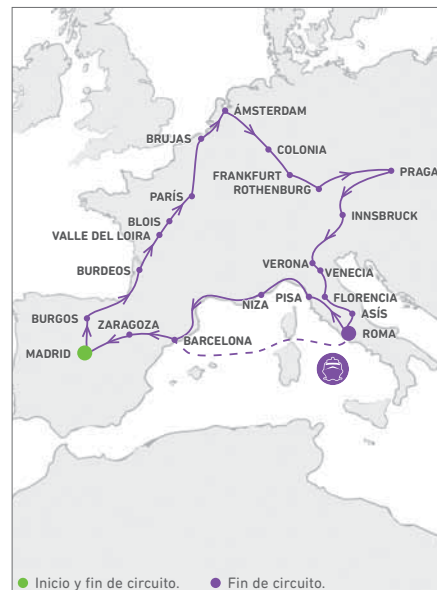 ÁMSTERDAM
BRUJAS
COLONIA
FRANKFURT
PRAGA
ROTHENBURG
PARÍS
INNSBRUCK
BLOIS
VALLE DEL LOIRA
VERONA
VENECIA
BURDEOS
NIZA
PISA
FLORENCIA
ASÍS
BURGOS
ZARAGOZA
ROMA
BARCELONA
MADRID
Inicio y fin de circuito.
Fin de circuito.